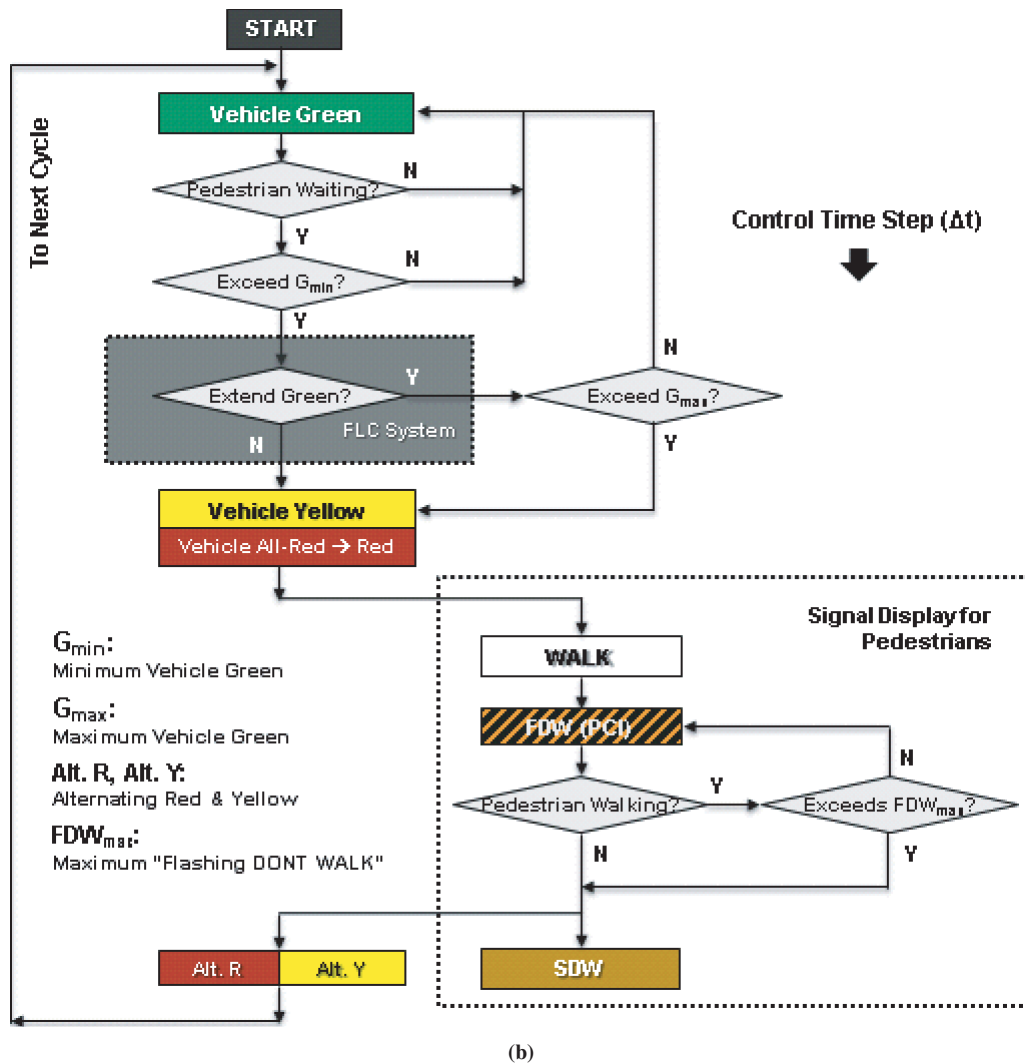 START
To Next Cycle
Vehicle Green
Pedestrian Waiting?
N
Y
Control Time Step (Δt)
Exceed Gmin?
N
Y
Extend Green?
Y
N
FLC System
Exceed Gmax?
N
Y
Vehicle Yellow
Vehicle All-Red → Red
Signal Display for
Pedestrians
WALK
FDW (PCI)
Pedestrian Walking?
Y
N
Exceeds FDWmax?
N
Y
Gmin:
Minimum Vehicle Green
Gmax:
Maximum Vehicle Green
Alt. R, Alt. Y:
Alternating Red & Yellow
FDWmax:
Maximum "Flashing DONT WALK"
Alt. R
Alt. Y
SDW
(b)